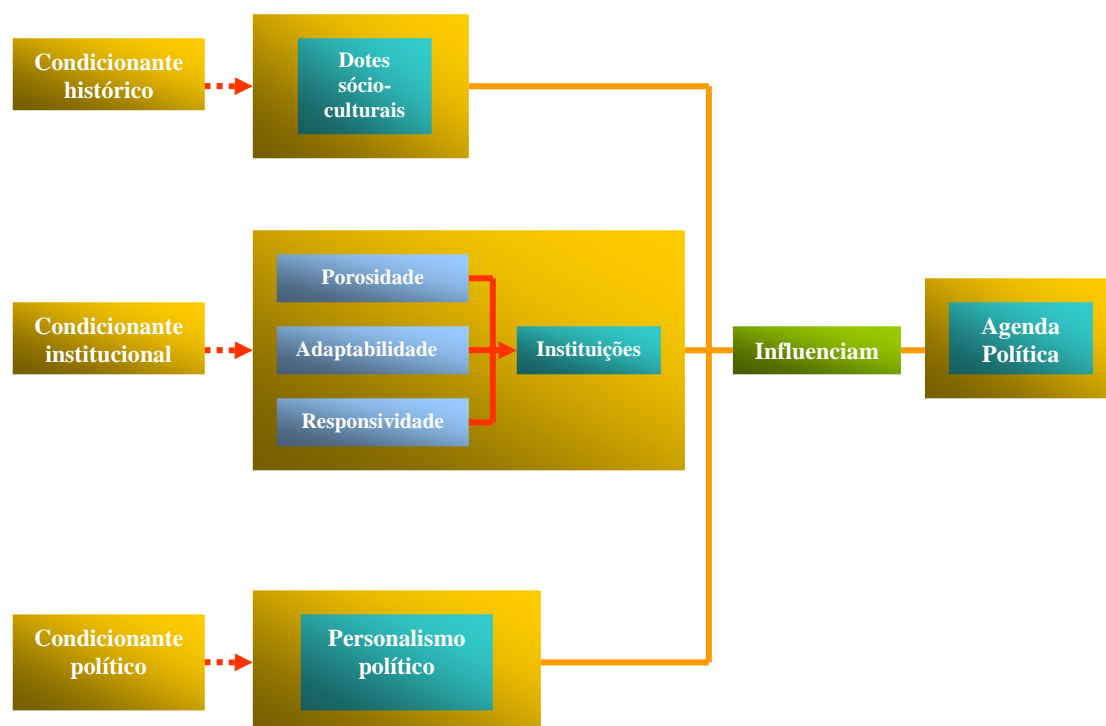 Condicionante
histórico
Dotes
sócio-
culturais
Condicionante
institucional
Porosidade
Adaptabilidade
Responsividade
Instituições
Influenciam
Agenda
Política
Condicionante
político
Personalismo
político